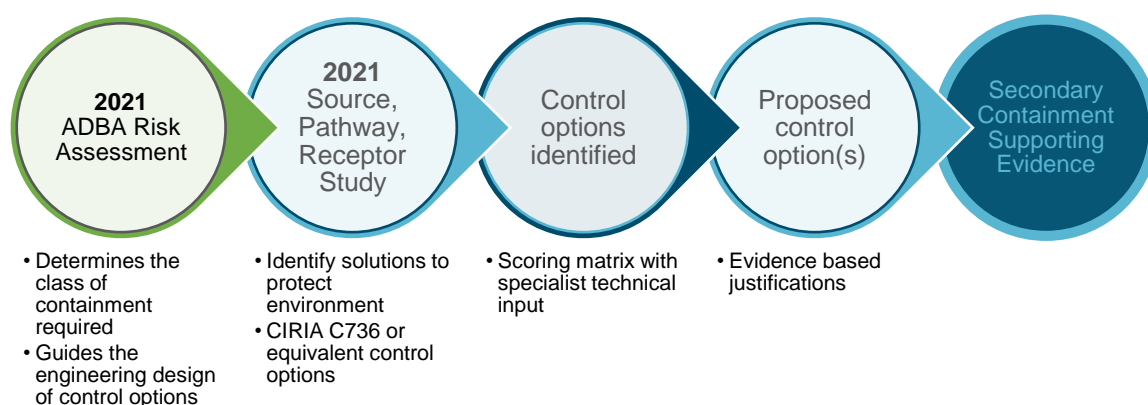 2021
ADBA Risk
Assessment
2021
Source,
Pathway,
Receptor
Study
Control
options
identified
Proposed
control
option(s)
Secondary
Containment
Supporting
Evidence
• Determines the
class of
containment
required
• Guides the
engineering design
of control options
• Identify solutions to
protect
environment
• CIRIA C736 or
equivalent control
options
• Scoring matrix with
specialist technical
input
• Evidence based
justifications